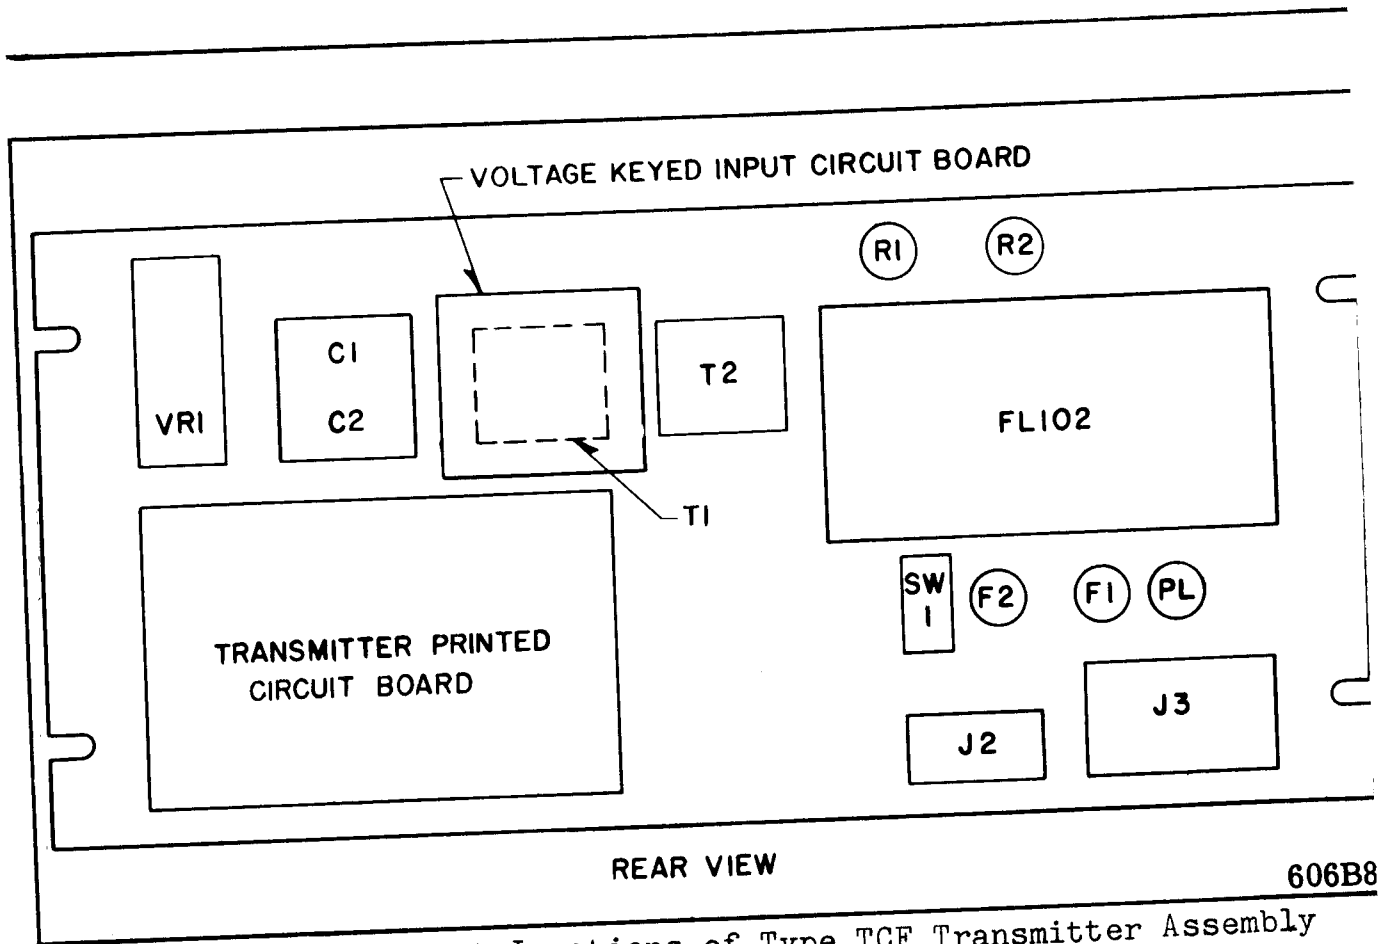 VOLTAGE KEYED INPUT CIRCUIT BOARD
R1 R2
C1
C2
VR1
T2
FL102
T1
SW
1
F2 F1 PL
TRANSMITTER PRINTED
CIRCUIT BOARD
J3
J2
REAR VIEW
606B8
of Type TCF Transmitter Assembly